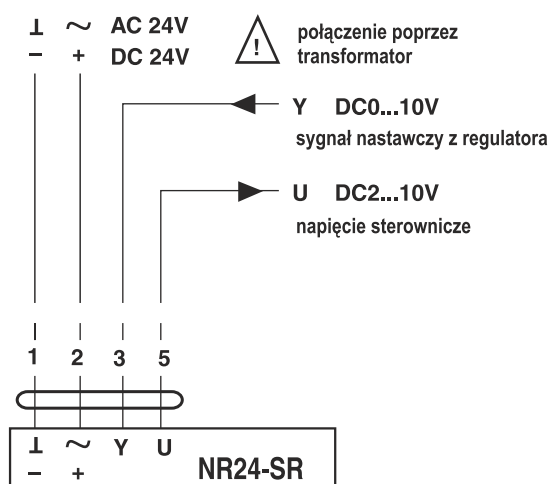 ⊥ ~ AC 24V
− + DC 24V
! połączenie poprzez
transformator
Y DC0...10V
sygnał nastawczy z regulatora
U DC2...10V
napięcie sterownicze
1 2 3 5
⊥ ~ Y U
− +
NR24-SR